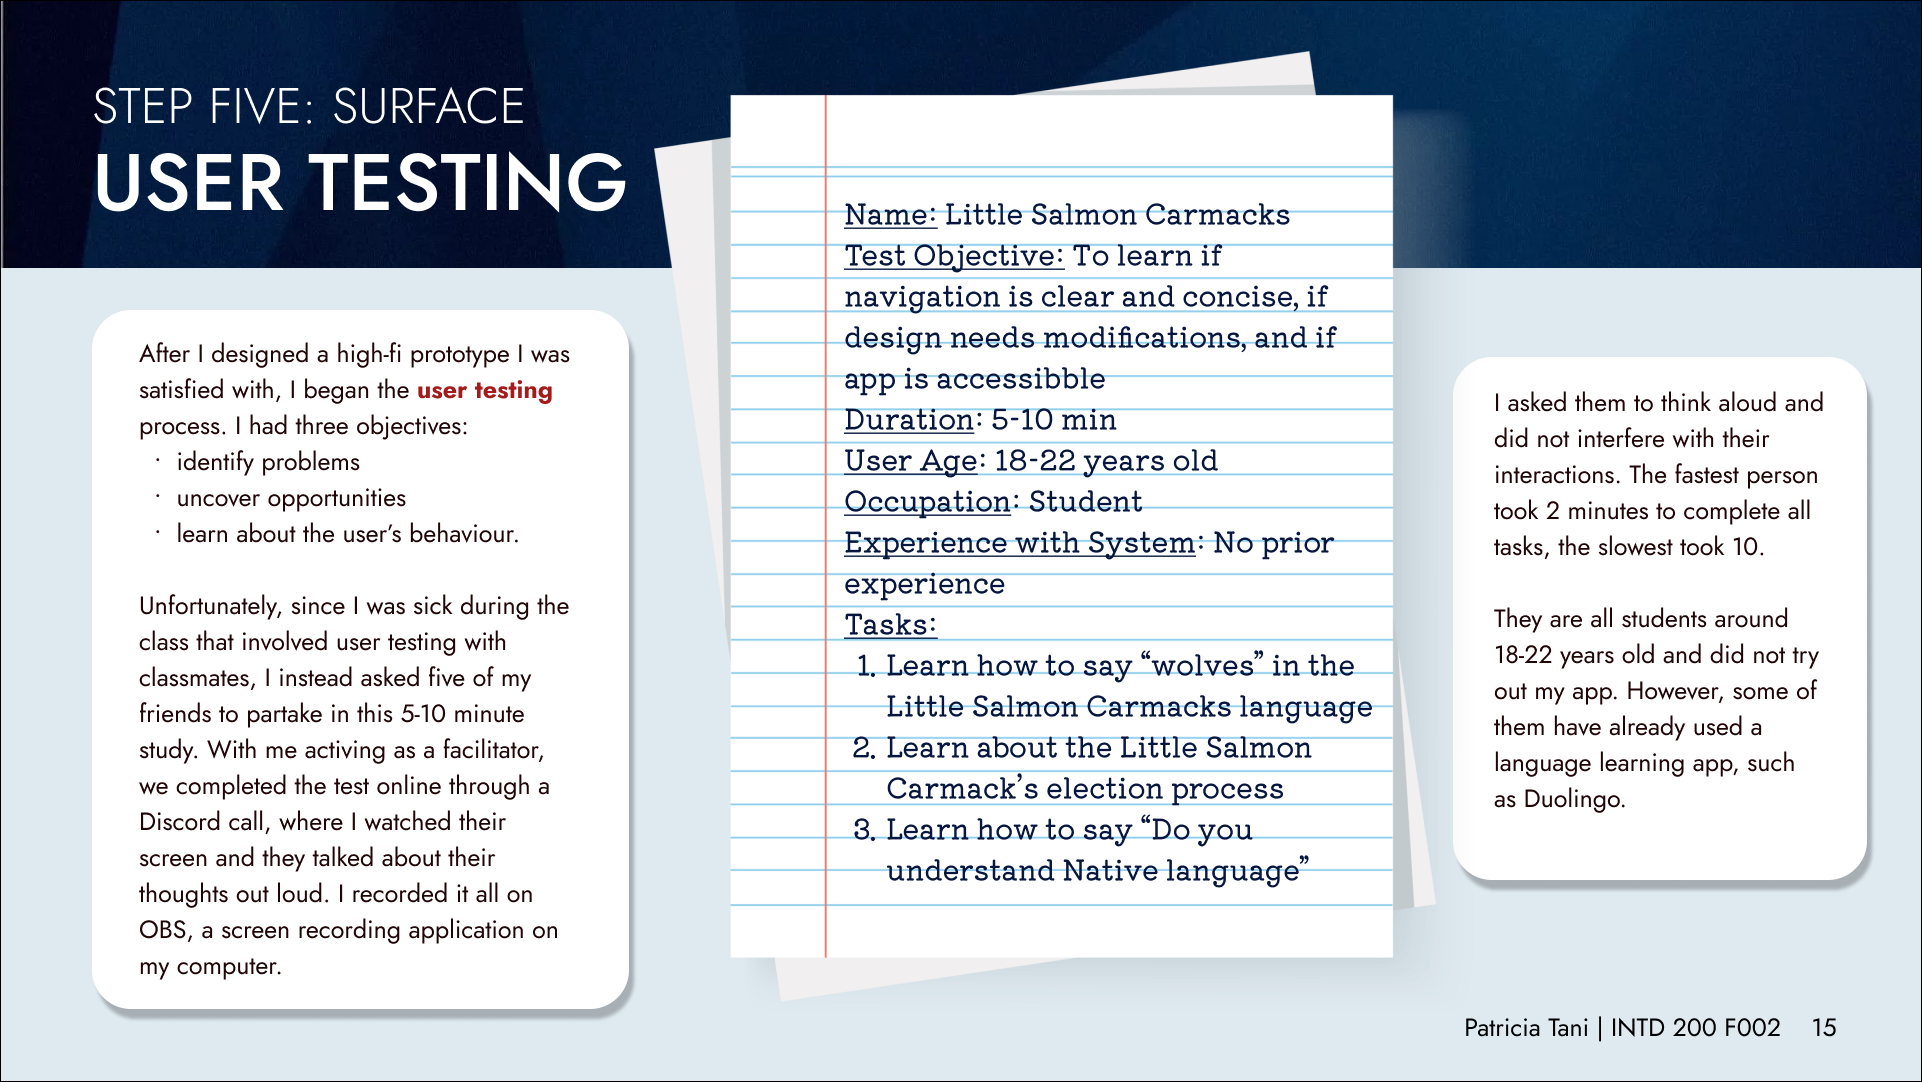 STEP FIVE: SURFACE
USER TESTING
After I designed a high-fi prototype I was
satisfied with, I began the user testing
process. I had three objectives:
· identify problems
· uncover opportunities
· learn about the user’s behaviour.
Unfortunately, since I was sick during the
class that involved user testing with
classmates, I instead asked five of my
friends to partake in this 5-10 minute
study. With me activing as a facilitator,
we completed the test online through a
Discord call, where I watched their
screen and they talked about their
thoughts out loud. I recorded it all on
OBS, a screen recording application on
my computer.
Name: Little Salmon Carmacks
Test Objective: To learn if
navigation is clear and concise, if
design needs modifications, and if
app is accessibble
Duration: 5-10 min
User Age: 18-22 years old
Occupation: Student
Experience with System: No prior
experience
Tasks:
1. Learn how to say “wolves” in the
Little Salmon Carmacks language
2. Learn about the Little Salmon
Carmack’s election process
3. Learn how to say “Do you
understand Native language”
I asked them to think aloud and
did not interfere with their
interactions. The fastest person
took 2 minutes to complete all
tasks, the slowest took 10.
They are all students around
18-22 years old and did not try
out my app. However, some of
them have already used a
language learning app, such
as Duolingo.
Patricia Tani | INTD 200 F002 15